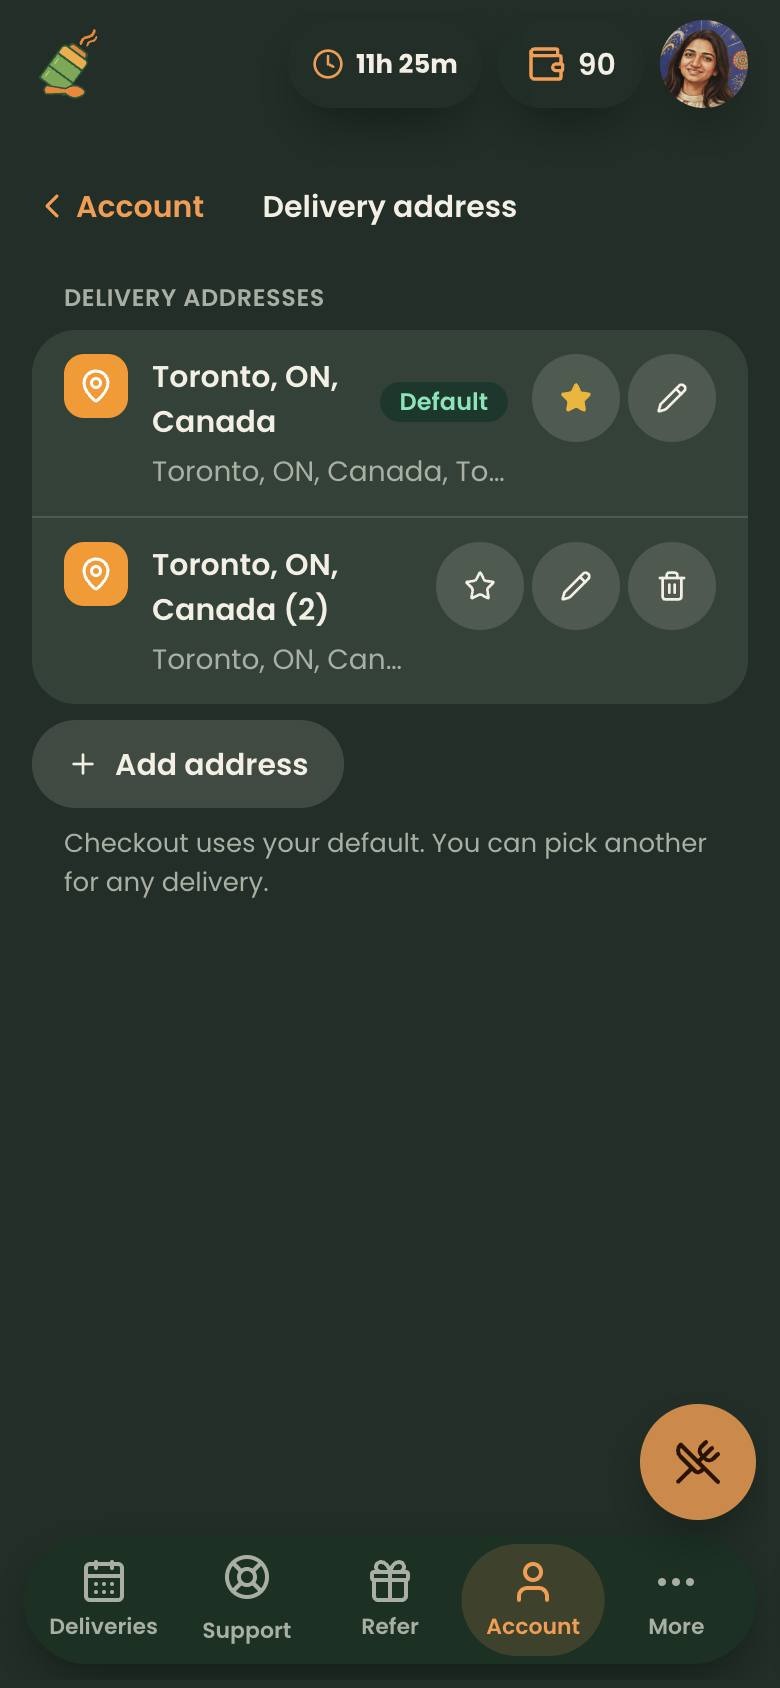 11h 25m
90
Account
Delivery address
DELIVERY ADDRESSES
Toronto, ON,
Canada
Default
Toronto, ON, Canada, To...
Toronto, ON,
Canada (2)
Toronto, ON, Can...
Add address
Checkout uses your default. You can pick another
for any delivery.
Deliveries
Support
Refer
Account
More